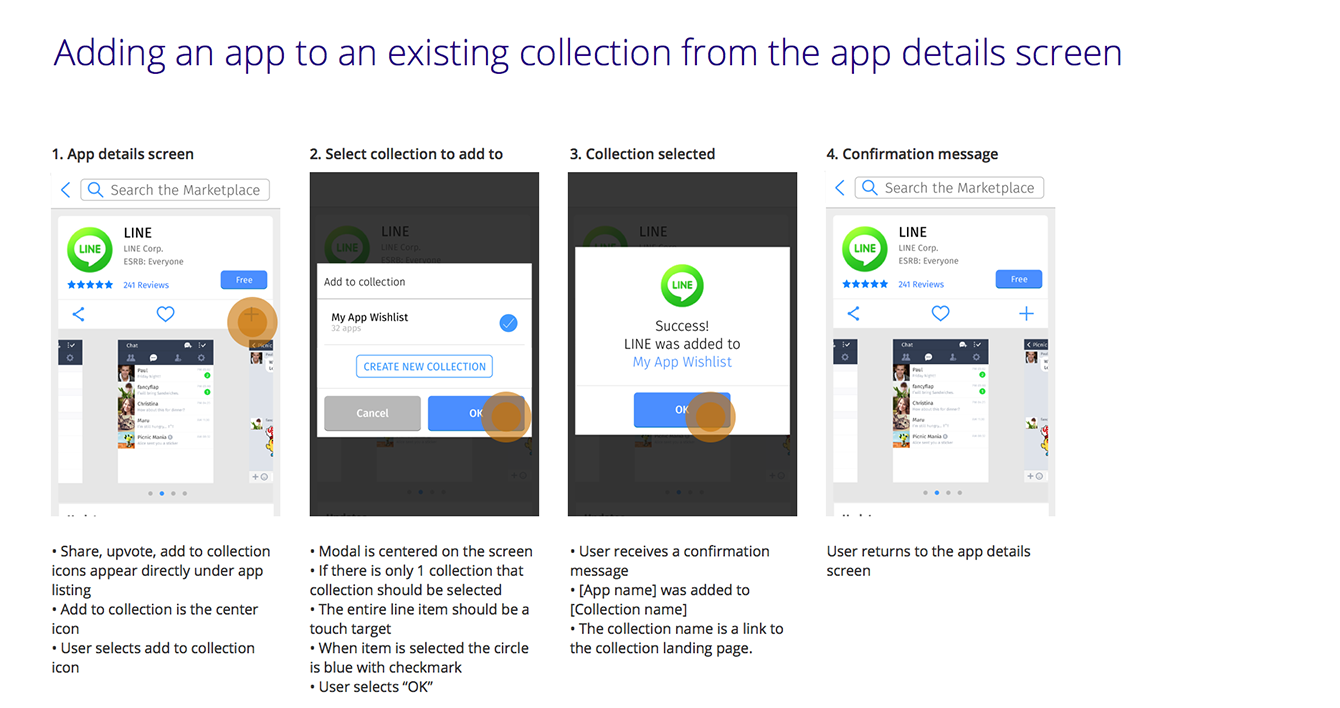 Adding an app to an existing collection from the app details screen
1. App details screen
Search the Marketplace
LINE
LINE
LINE Corp.
ESRB: Everyone
241 Reviews
Free
Chat
Paul
fancyflap
Christina
Manu
Picnic Mania
• Share, upvote, add to collection
icons appear directly under app
listing
• Add to collection is the center
icon
• User selects add to collection
icon
2. Select collection to add to
LINE
LINE
LINE Corp.
ESRB: Everyone
Add to collection
My App Wishlist
32 apps
CREATE NEW COLLECTION
Cancel
OK
• Modal is centered on the screen
• If there is only 1 collection that
collection should be selected
• The entire line item should be a
touch target
• When item is selected the circle
is blue with checkmark
• User selects “OK”
3. Collection selected
LINE
LINE
Success!
LINE was added to
My App Wishlist
OK
• User receives a confirmation
message
• [App name] was added to
[Collection name]
• The collection name is a link to
the collection landing page.
4. Confirmation message
Search the Marketplace
LINE
LINE
LINE Corp.
ESRB: Everyone
241 Reviews
Free
Chat
Paul
fancyflap
Christina
Manu
Picnic Mania
User returns to the app details
screen